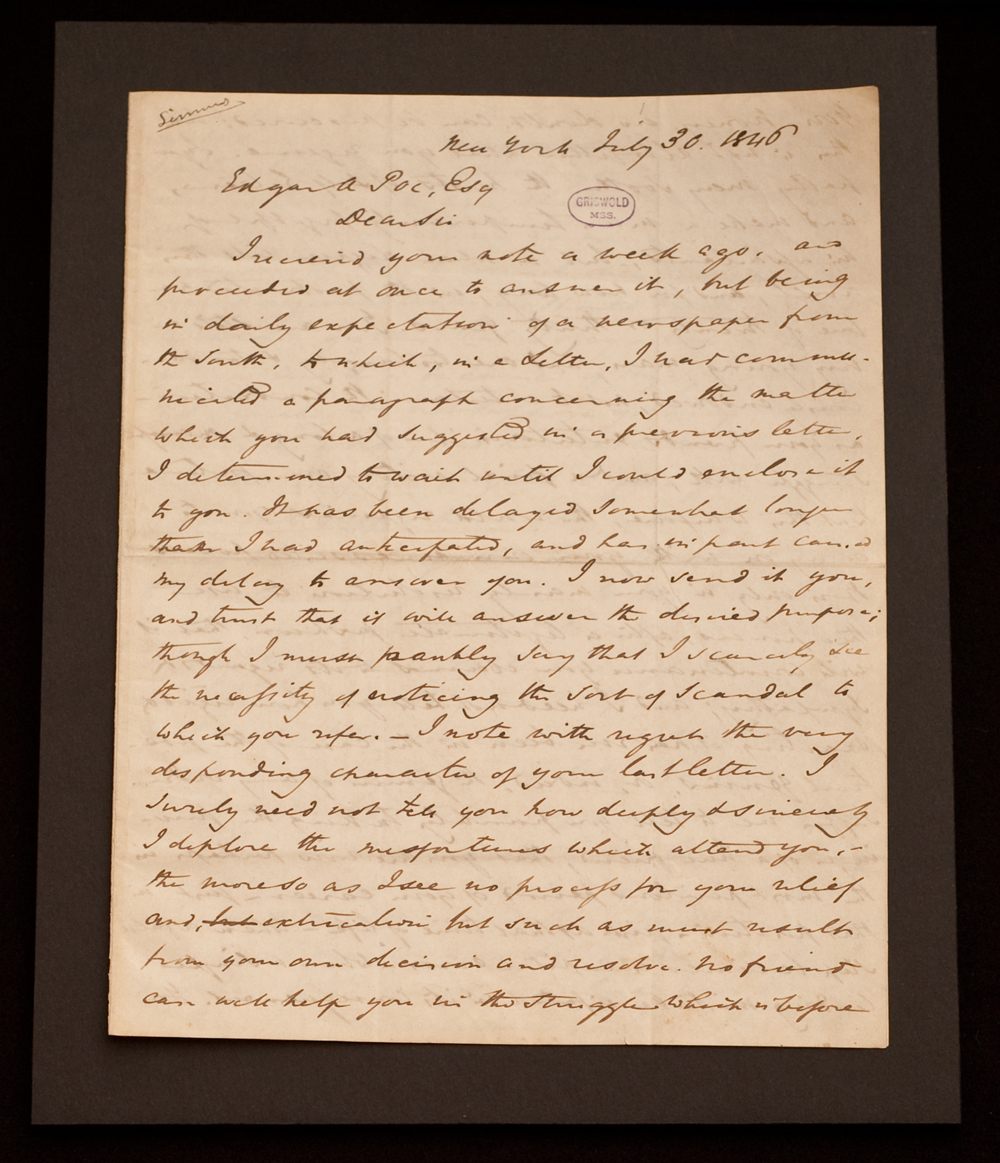 Simms
New York July 30. 1846
Edgar A Poe, Esq
GRISWOLD
MSS.
Dear Sir
I received your note a week ago, and
proceeded at once to answer it, but being
in daily expectation of a newspaper from
the South, to which, in a Letter, I had commu-
nicated a paragraph concerning the matter
which you had suggested in a previous letter,
I determined to wait until I could enclose it
to you. It has been delayed somewhat longer
than I had anticipated, and has in part caused
my delay to answer you. I now send it you,
and trust that it will answer the desired purpose;
though I must frankly say that I scarcely see
the necessity of noticing the sort of scandal to
which you refer. — I note with regret the very
desponding character of your last letter. I
surely need not tell you how deeply & sincerely
I deplore the misfortunes which attend you, –
the more so as I see no process for your relief
and, but extrication but such as must result
from your own decision and resolve. No friend
can well help you in the struggle which is before